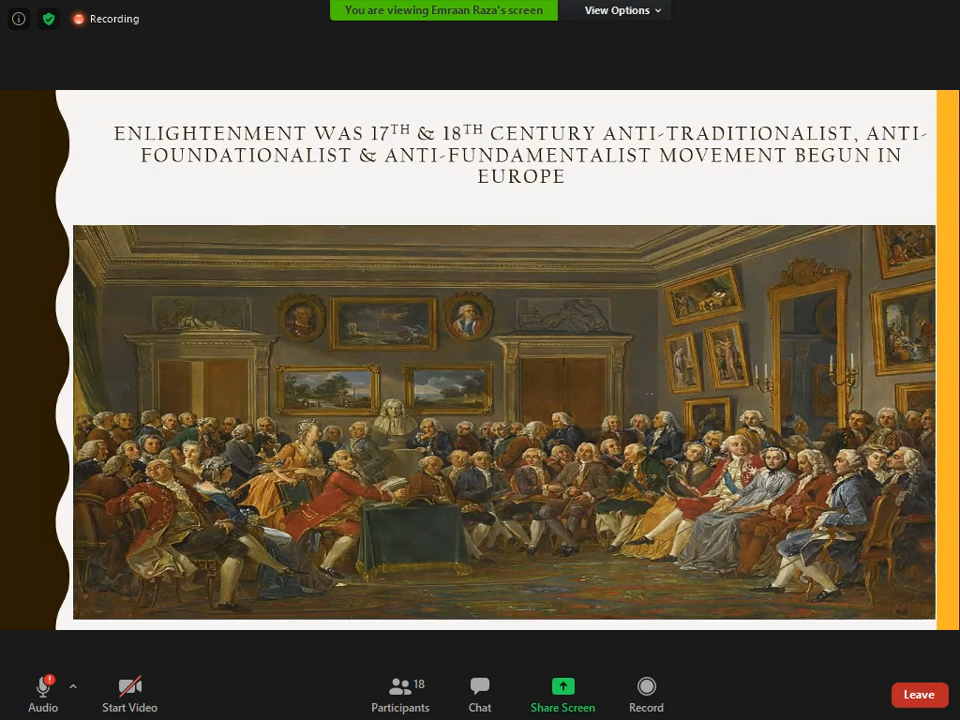 Recording
You are viewing Emraan Raza's screen
View Options
ENLIGHTENMENT WAS 17TH & 18TH CENTURY ANTI-TRADITIONALIST, ANTI-
FOUNDATIONALIST & ANTI-FUNDAMENTALIST MOVEMENT BEGUN IN
EUROPE
Audio
Start Video
Participants
18
Chat
Share Screen
Record
Leave